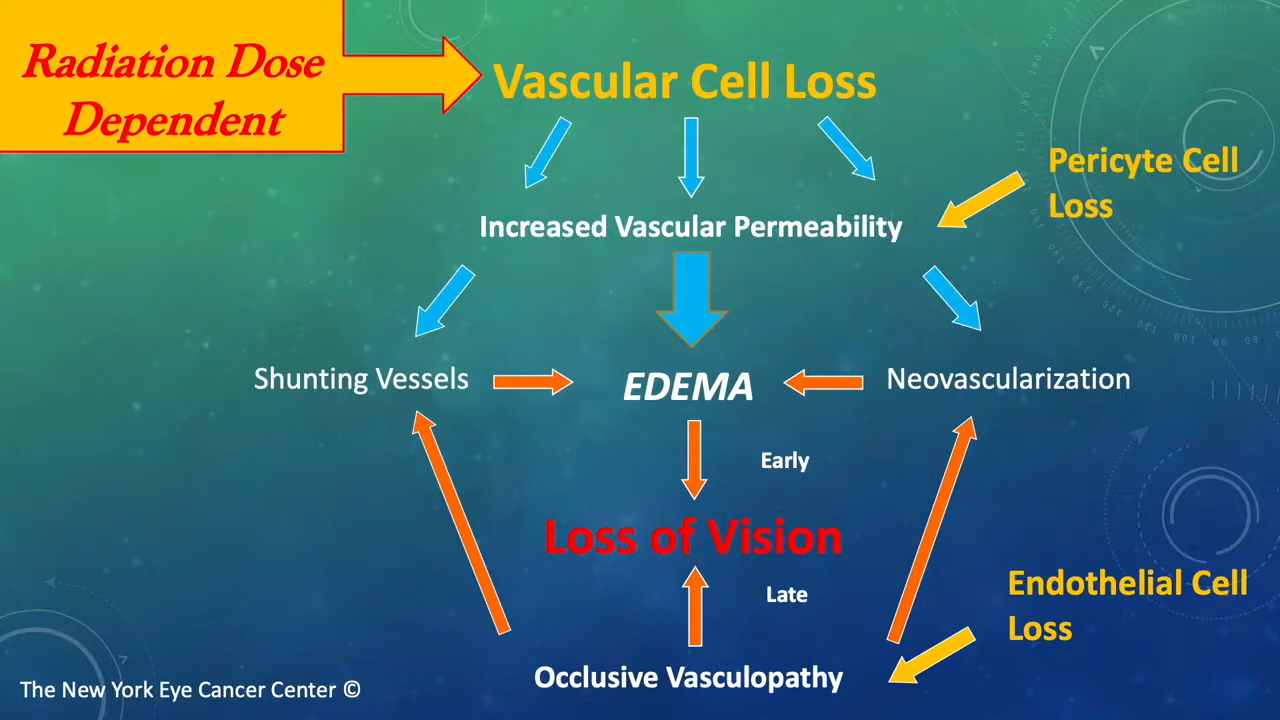 Radiation Dose
Dependent
Vascular Cell Loss
Pericyte Cell
Loss
Increased Vascular Permeability
Shunting Vessels
EDEMA
Neovascularization
Early
Loss of Vision
Late
Endothelial Cell
Loss
Occlusive Vasculopathy
The New York Eye Cancer Center ©